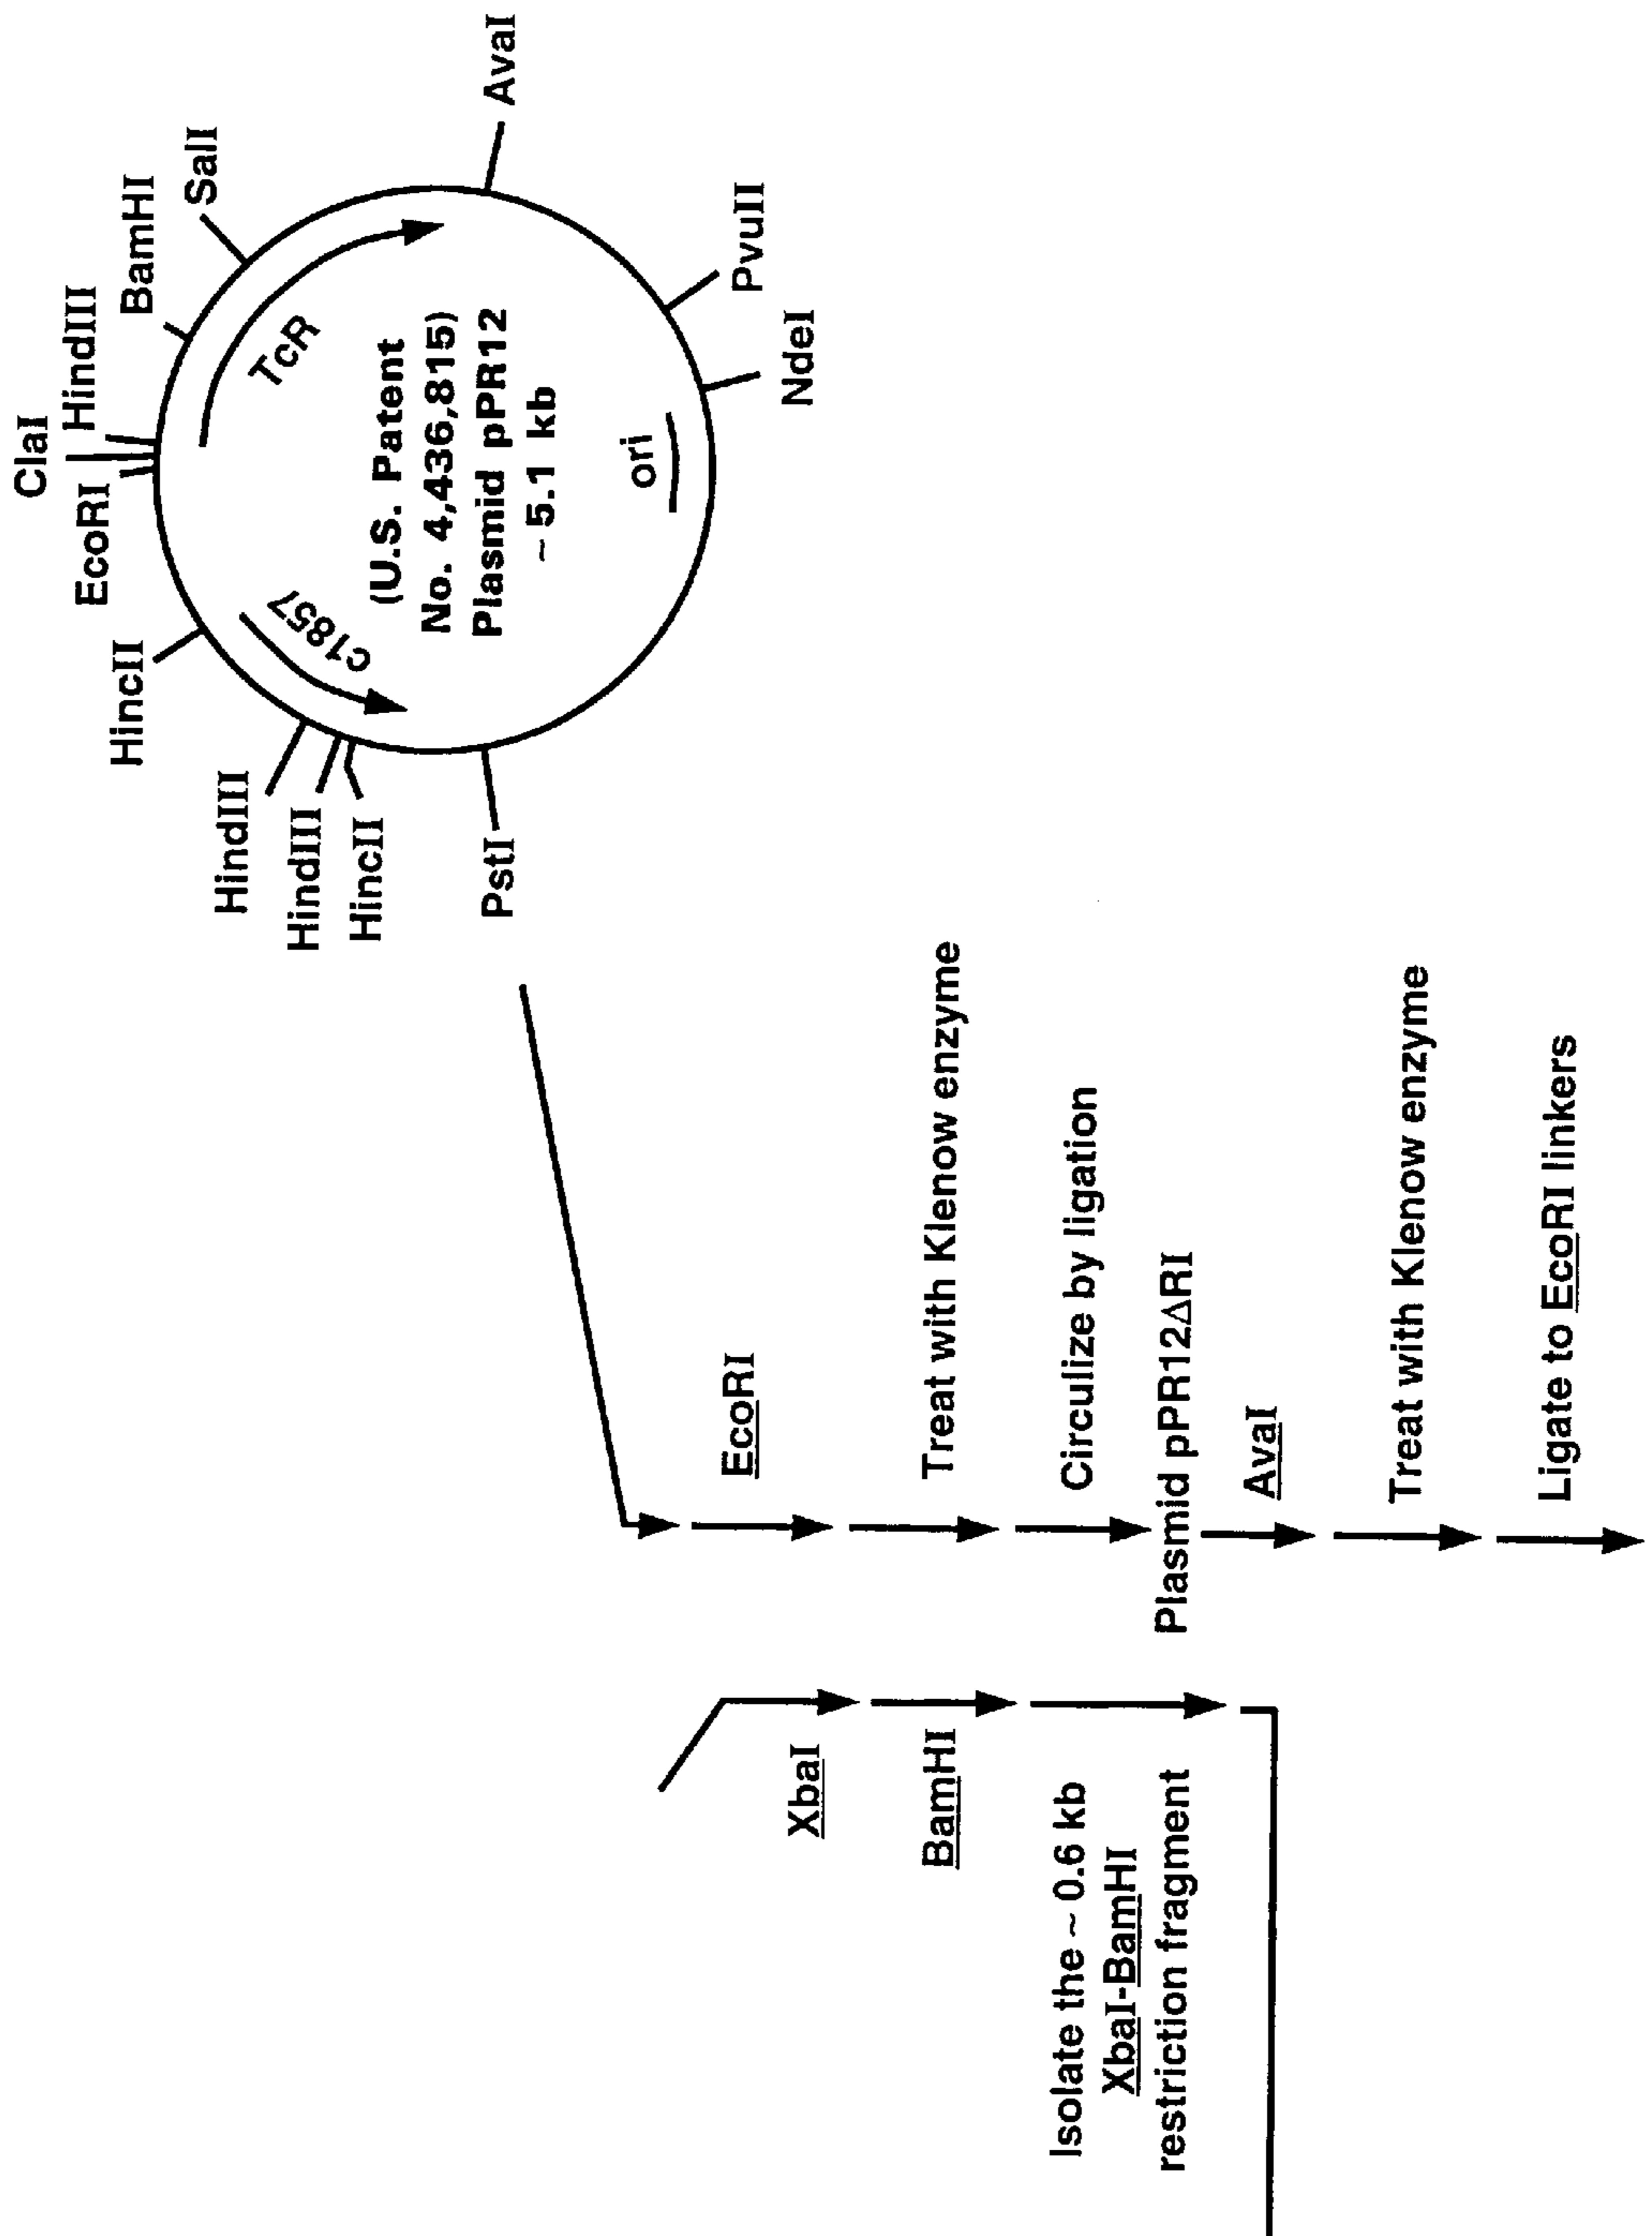 ClaI
EcoRI
HindIII
BamHI
SalI
HincII
AvaI
HindIII
TcR
c1857
HindIII
(U.S. Patent
No. 4,436,815)
Plasmid pPR12
~5.1 kb
HincII
PvuII
ori
PstI
NdeI
EcoRI
Treat with Klenow enzyme
Circulize by ligation
Plasmid pPR12ΔRI
AvaI
Treat with Klenow enzyme
Ligate to EcoRI linkers
XbaI
BamHI
Isolate the ~ 0.6 kb
XbaI-BamHI
restriction fragment